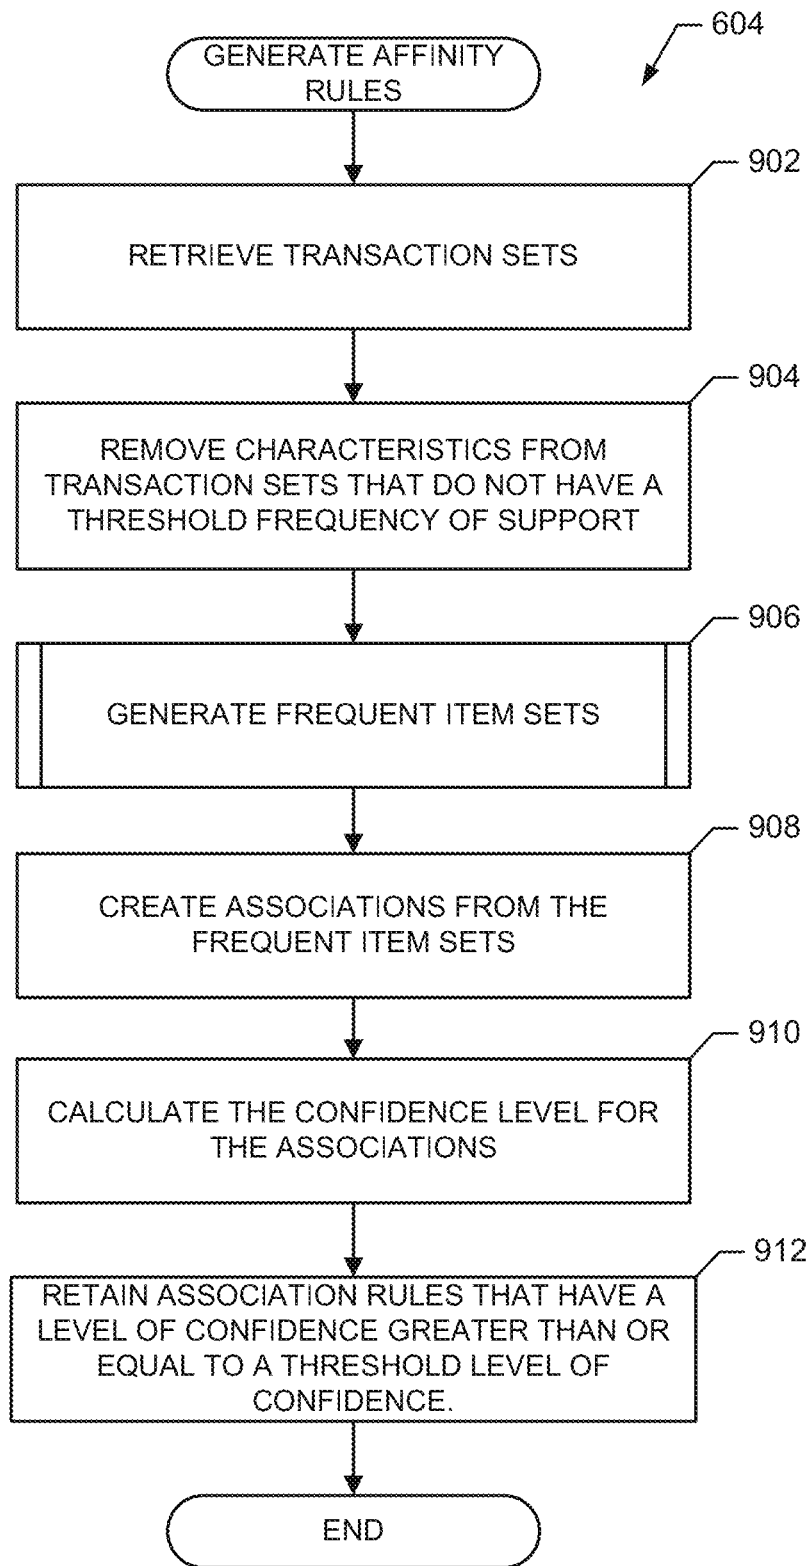 604
GENERATE AFFINITY
RULES
902
RETRIEVE TRANSACTION SETS
904
REMOVE CHARACTERISTICS FROM
TRANSACTION SETS THAT DO NOT HAVE A
THRESHOLD FREQUENCY OF SUPPORT
906
GENERATE FREQUENT ITEM SETS
908
CREATE ASSOCIATIONS FROM THE
FREQUENT ITEM SETS
910
CALCULATE THE CONFIDENCE LEVEL FOR
THE ASSOCIATIONS
912
RETAIN ASSOCIATION RULES THAT HAVE A
LEVEL OF CONFIDENCE GREATER THAN OR
EQUAL TO A THRESHOLD LEVEL OF
CONFIDENCE.
END